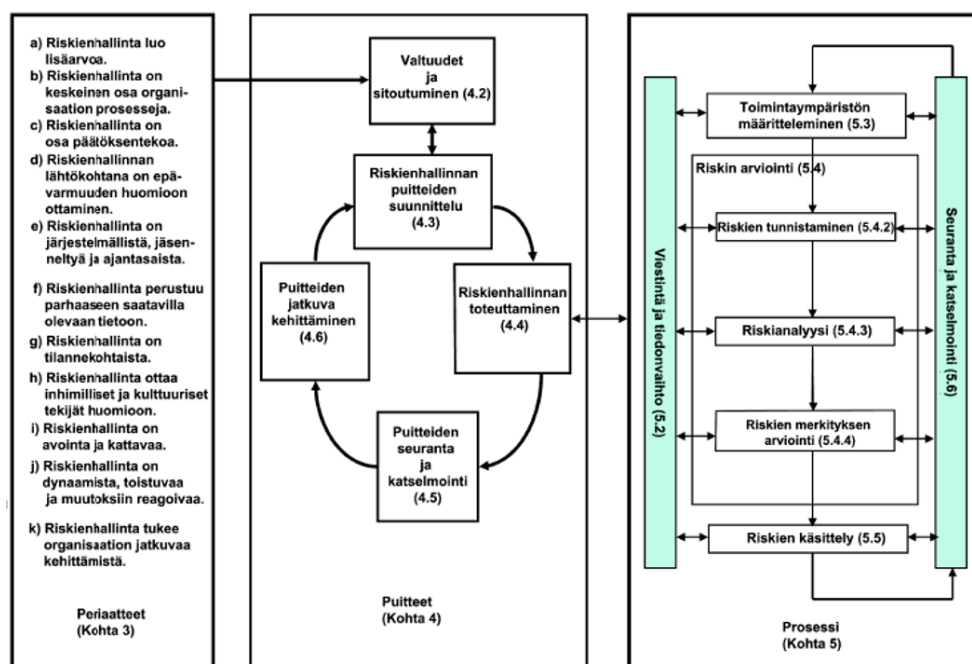 a) Riskienhallinta luo
lisäarvoa.
b) Riskienhallinta on
keskeinen osa organi-
saation prosesseja.
c) Riskienhallinta on
osa päätöksentekoa.
d) Riskienhallinnan
lähtökohtana on epä-
varmuuden huomioon
ottaminen.
e) Riskienhallinta on
järjestelmällistä, jäsen-
neltyä ja ajantasaista.
f) Riskienhallinta perustuu
parhaaseen saatavilla
olevaan tietoon.
g) Riskienhallinta on
tilannekohtaista.
h) Riskienhallinta ottaa
inhimilliset ja kulttuuriset
tekijät huomioon.
i) Riskienhallinta on
avointa ja kattavaa.
j) Riskienhallinta on
dynaamista, toistuvaa
ja muutoksiin reagoivaa.
k) Riskienhallinta tukee
organisaation jatkuvaa
kehittämistä.
Periaatteet
(Kohta 3)
Valtuudet
ja
sitoutuminen (4.2)
Riskienhallinnan
puitteiden
suunnittelu
(4.3)
Puitteiden
jatkuva
kehittäminen
(4.6)
Riskienhallinnan
toteuttaminen
(4.4)
Puitteiden
seuranta
ja
katselmointi
(4.5)
Puitteet
(Kohta 4)
Viestintä ja tiedonvaihto (5.2)
Toimintaympäristön
määritteleminen (5.3)
Riskin arviointi (5.4)
Riskien tunnistaminen (5.4.2)
Riskianalyysi (5.4.3)
Riskien merkityksen
arviointi (5.4.4)
Riskien käsittely (5.5)
Seuranta ja katselmointi (5.6)
Prosessi
(Kohta 5)